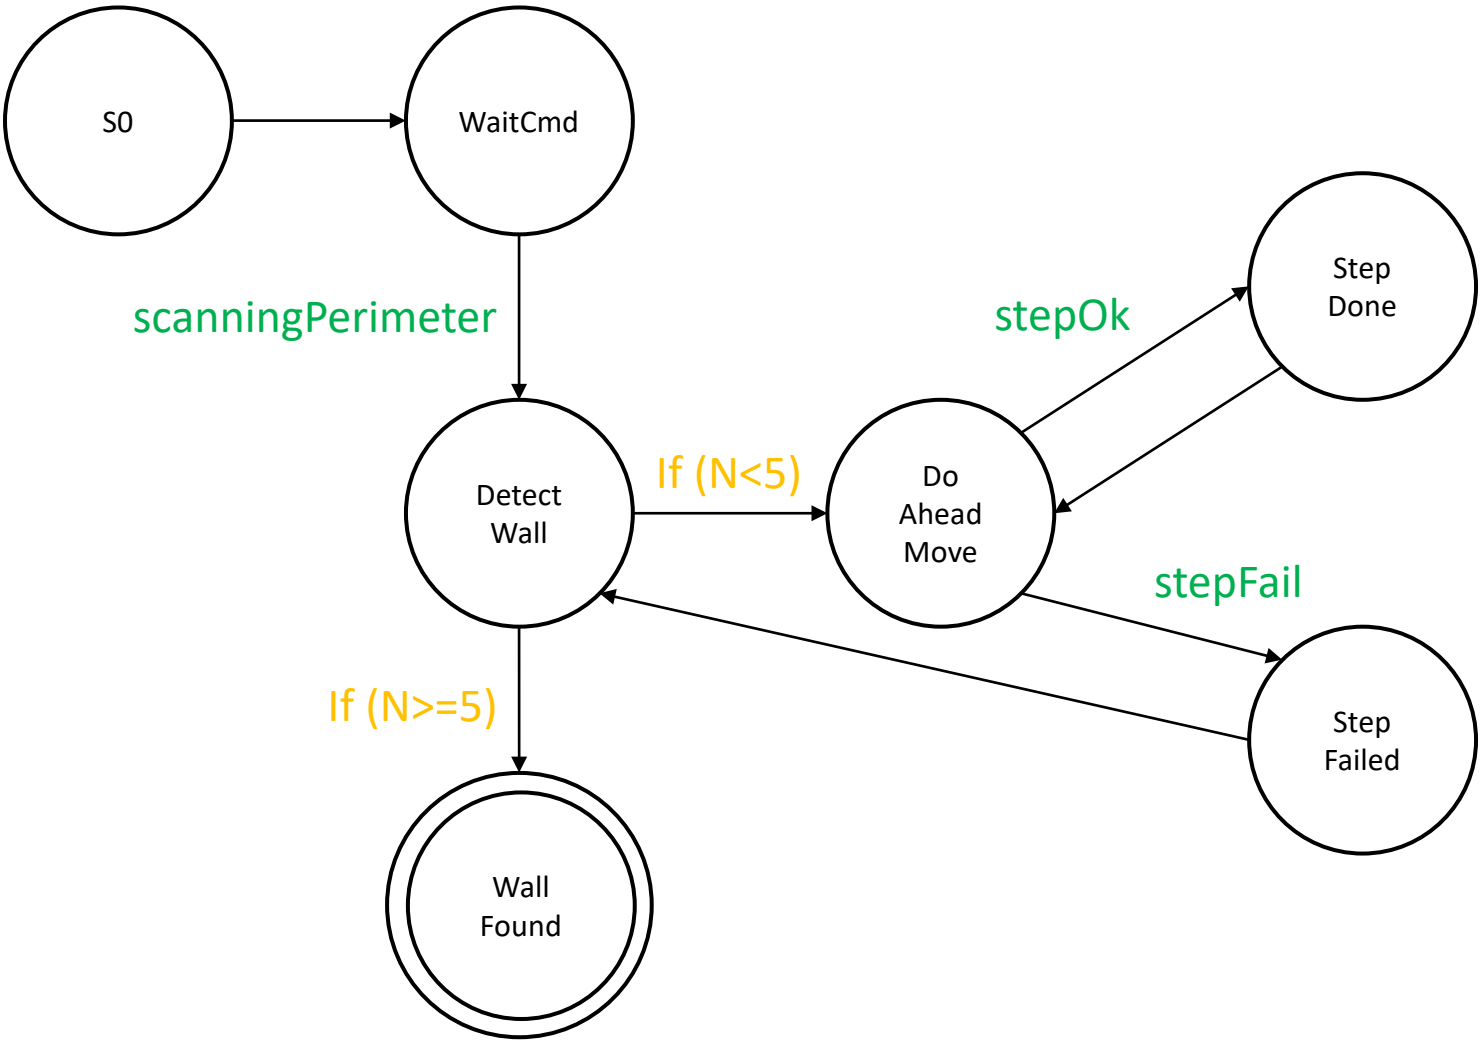 S0
WaitCmd
scanningPerimeter
stepOk
Step
Done
Detect
Wall
If (N<5)
Do
Ahead
Move
stepFail
If (N>=5)
Step
Failed
Wall
Found